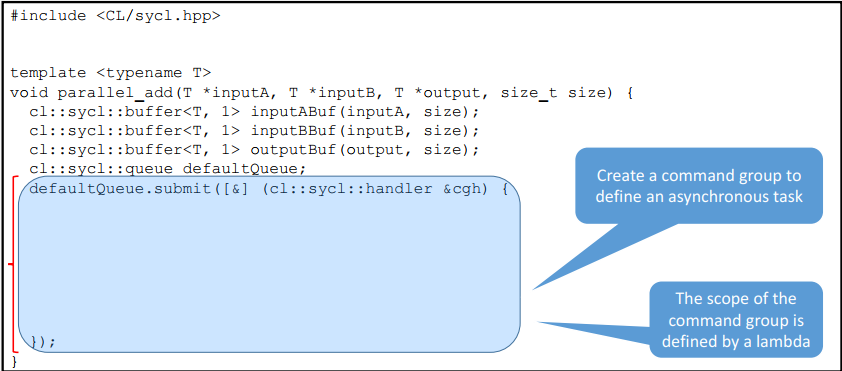 #include <CL/sycl.hpp>
template <typename T>
void parallel_add(T *inputA, T *inputB, T *output, size_t size) {
cl::sycl::buffer<T, 1> inputABuf(inputA, size);
cl::sycl::buffer<T, 1> inputBBuf(inputB, size);
cl::sycl::buffer<T, 1> outputBuf(output, size);
cl::sycl::queue defaultQueue;
defaultQueue.submit([&] (cl::sycl::handler &cgh) {
});
}
Create a command group to
define an asynchronous task
The scope of the
command group is
defined by a lambda